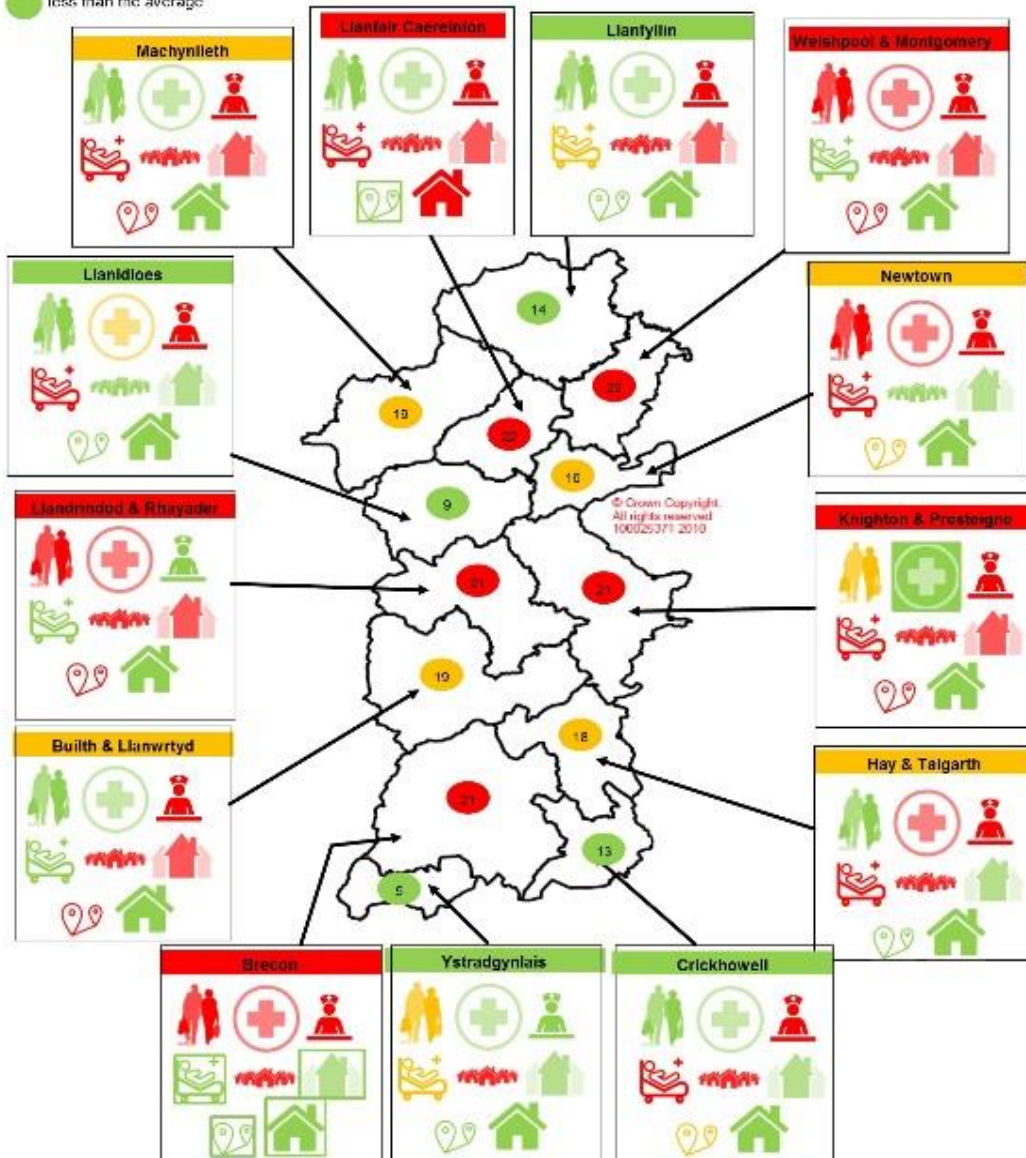 less than the average
Machynlleth
Llanfair Caereinion
Llanfyllin
Welshpool & Montgomery
Llanidloes
Newtown
Llandrindod & Rhayader
Knighton & Presteigne
Builth & Llanwrtyd
Hay & Talgarth
14
19
22
22
16
9
© Crown Copyright.
All rights reserved
100025371 2010
21
21
19
18
21
13
5
Brecon
Ystradgynlais
Crickhowell